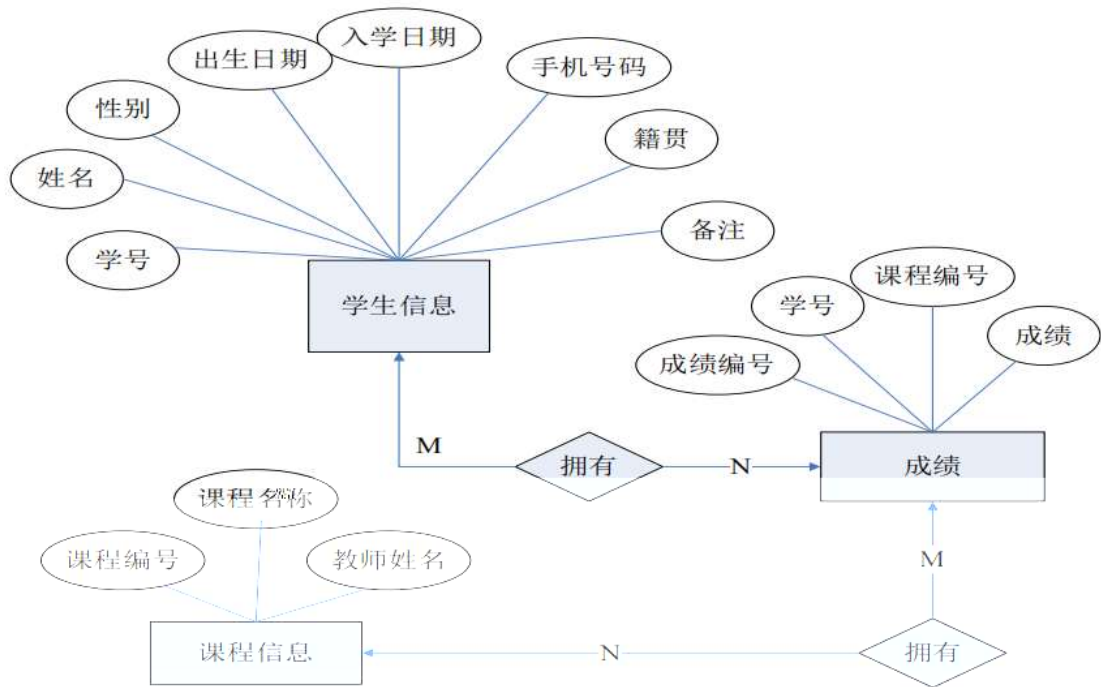 入学日期
出生日期
手机号码
性别
籍贯
姓名
备注
学号
学生信息
课程编号
学号
成绩
成绩编号
M
拥有
N
成绩
课程名称
课程编号
教师姓名
M
课程信息
N
拥有